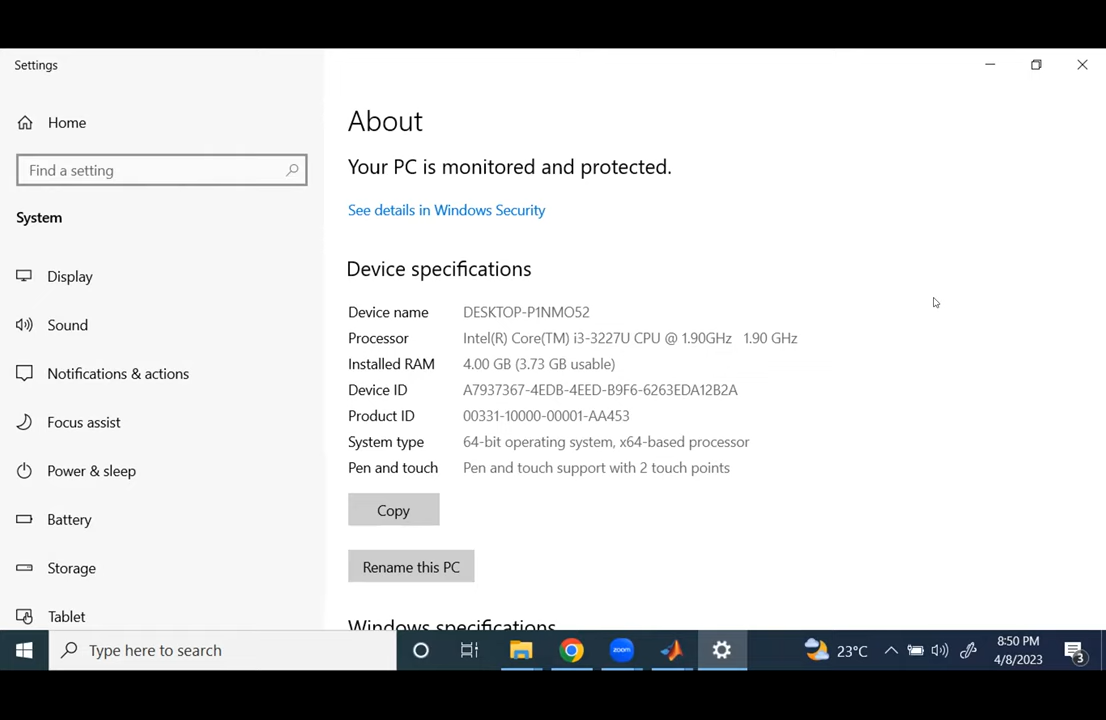 Settings
Home
Find a setting
System
Display
Sound
Notifications & actions
Focus assist
Power & sleep
Battery
Storage
Tablet
About
Your PC is monitored and protected.
See details in Windows Security
Device specifications
Device name DESKTOP-P1NMO52
Processor Intel(R) Core(TM) i3-3227U CPU @ 1.90GHz 1.90 GHz
Installed RAM 4.00 GB (3.73 GB usable)
Device ID A7937367-4EDB-4EED-B9F6-6263EDA12B2A
Product ID 00331-10000-00001-AA453
System type 64-bit operating system, x64-based processor
Pen and touch Pen and touch support with 2 touch points
Copy
Rename this PC
Windows specifications
Type here to search
zoom
23°C
8:50 PM
4/8/2023
3